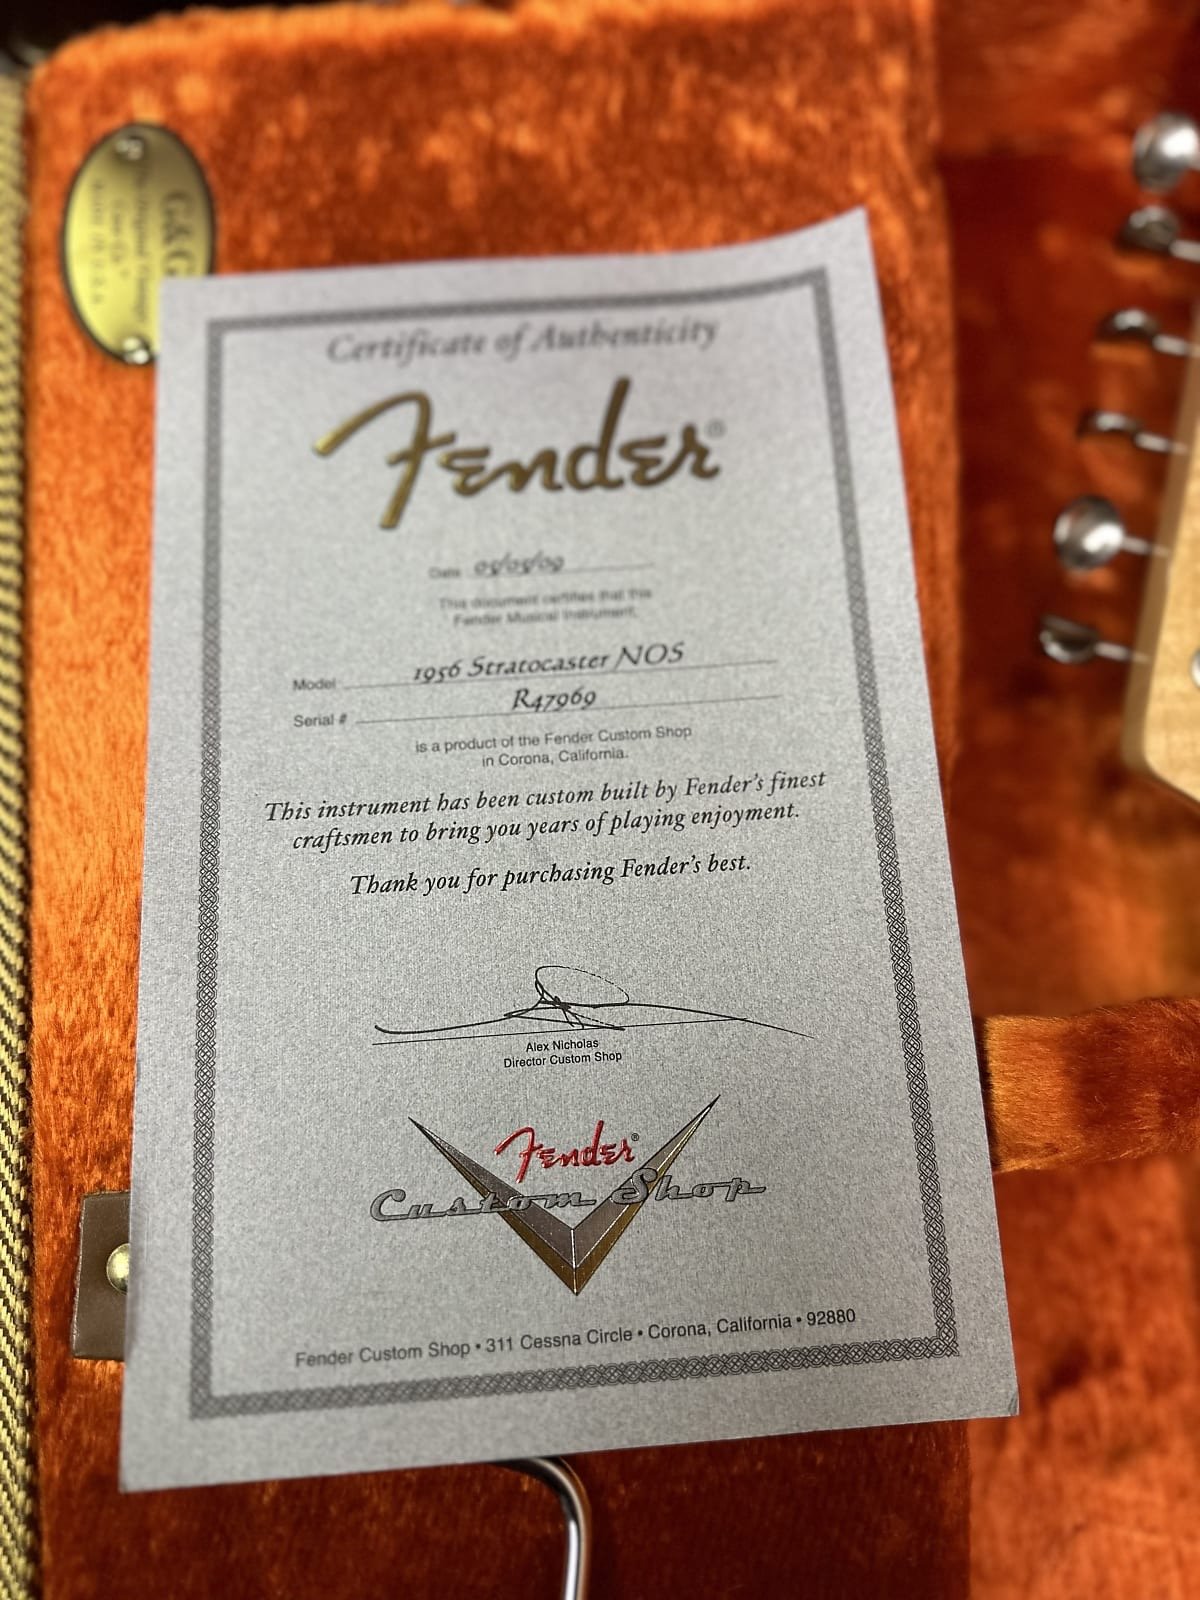 G&G
Certificate of Authenticity
Fender®
Date
This document certifies that this
Fender Musical Instrument,
Model 1956 Stratocaster NOS
Serial # R47969
is a product of the Fender Custom Shop
in Corona, California.
This instrument has been custom built by Fender's finest
craftsmen to bring you years of playing enjoyment.
Thank you for purchasing Fender's best.
Alex Nicholas
Director Custom Shop
Fender®
Custom Shop
Fender Custom Shop • 311 Cessna Circle • Corona, California • 92880